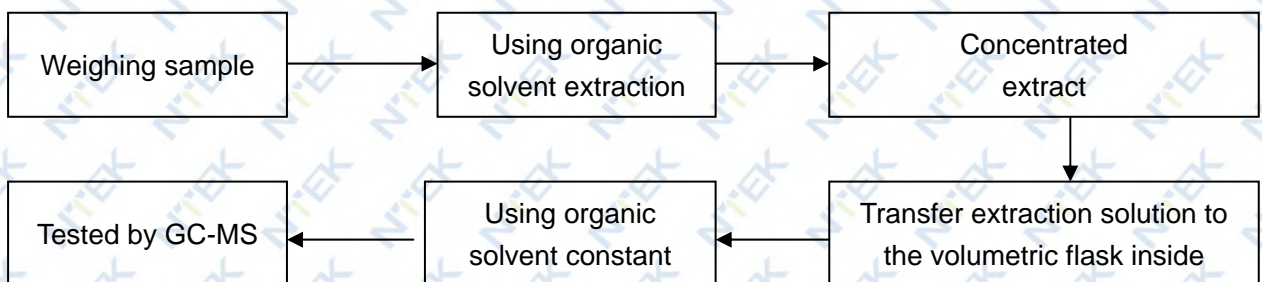 Weighing sample
Using organic
solvent extraction
Concentrated
extract
Transfer extraction solution to
the volumetric flask inside
Using organic
solvent constant
Tested by GC-MS